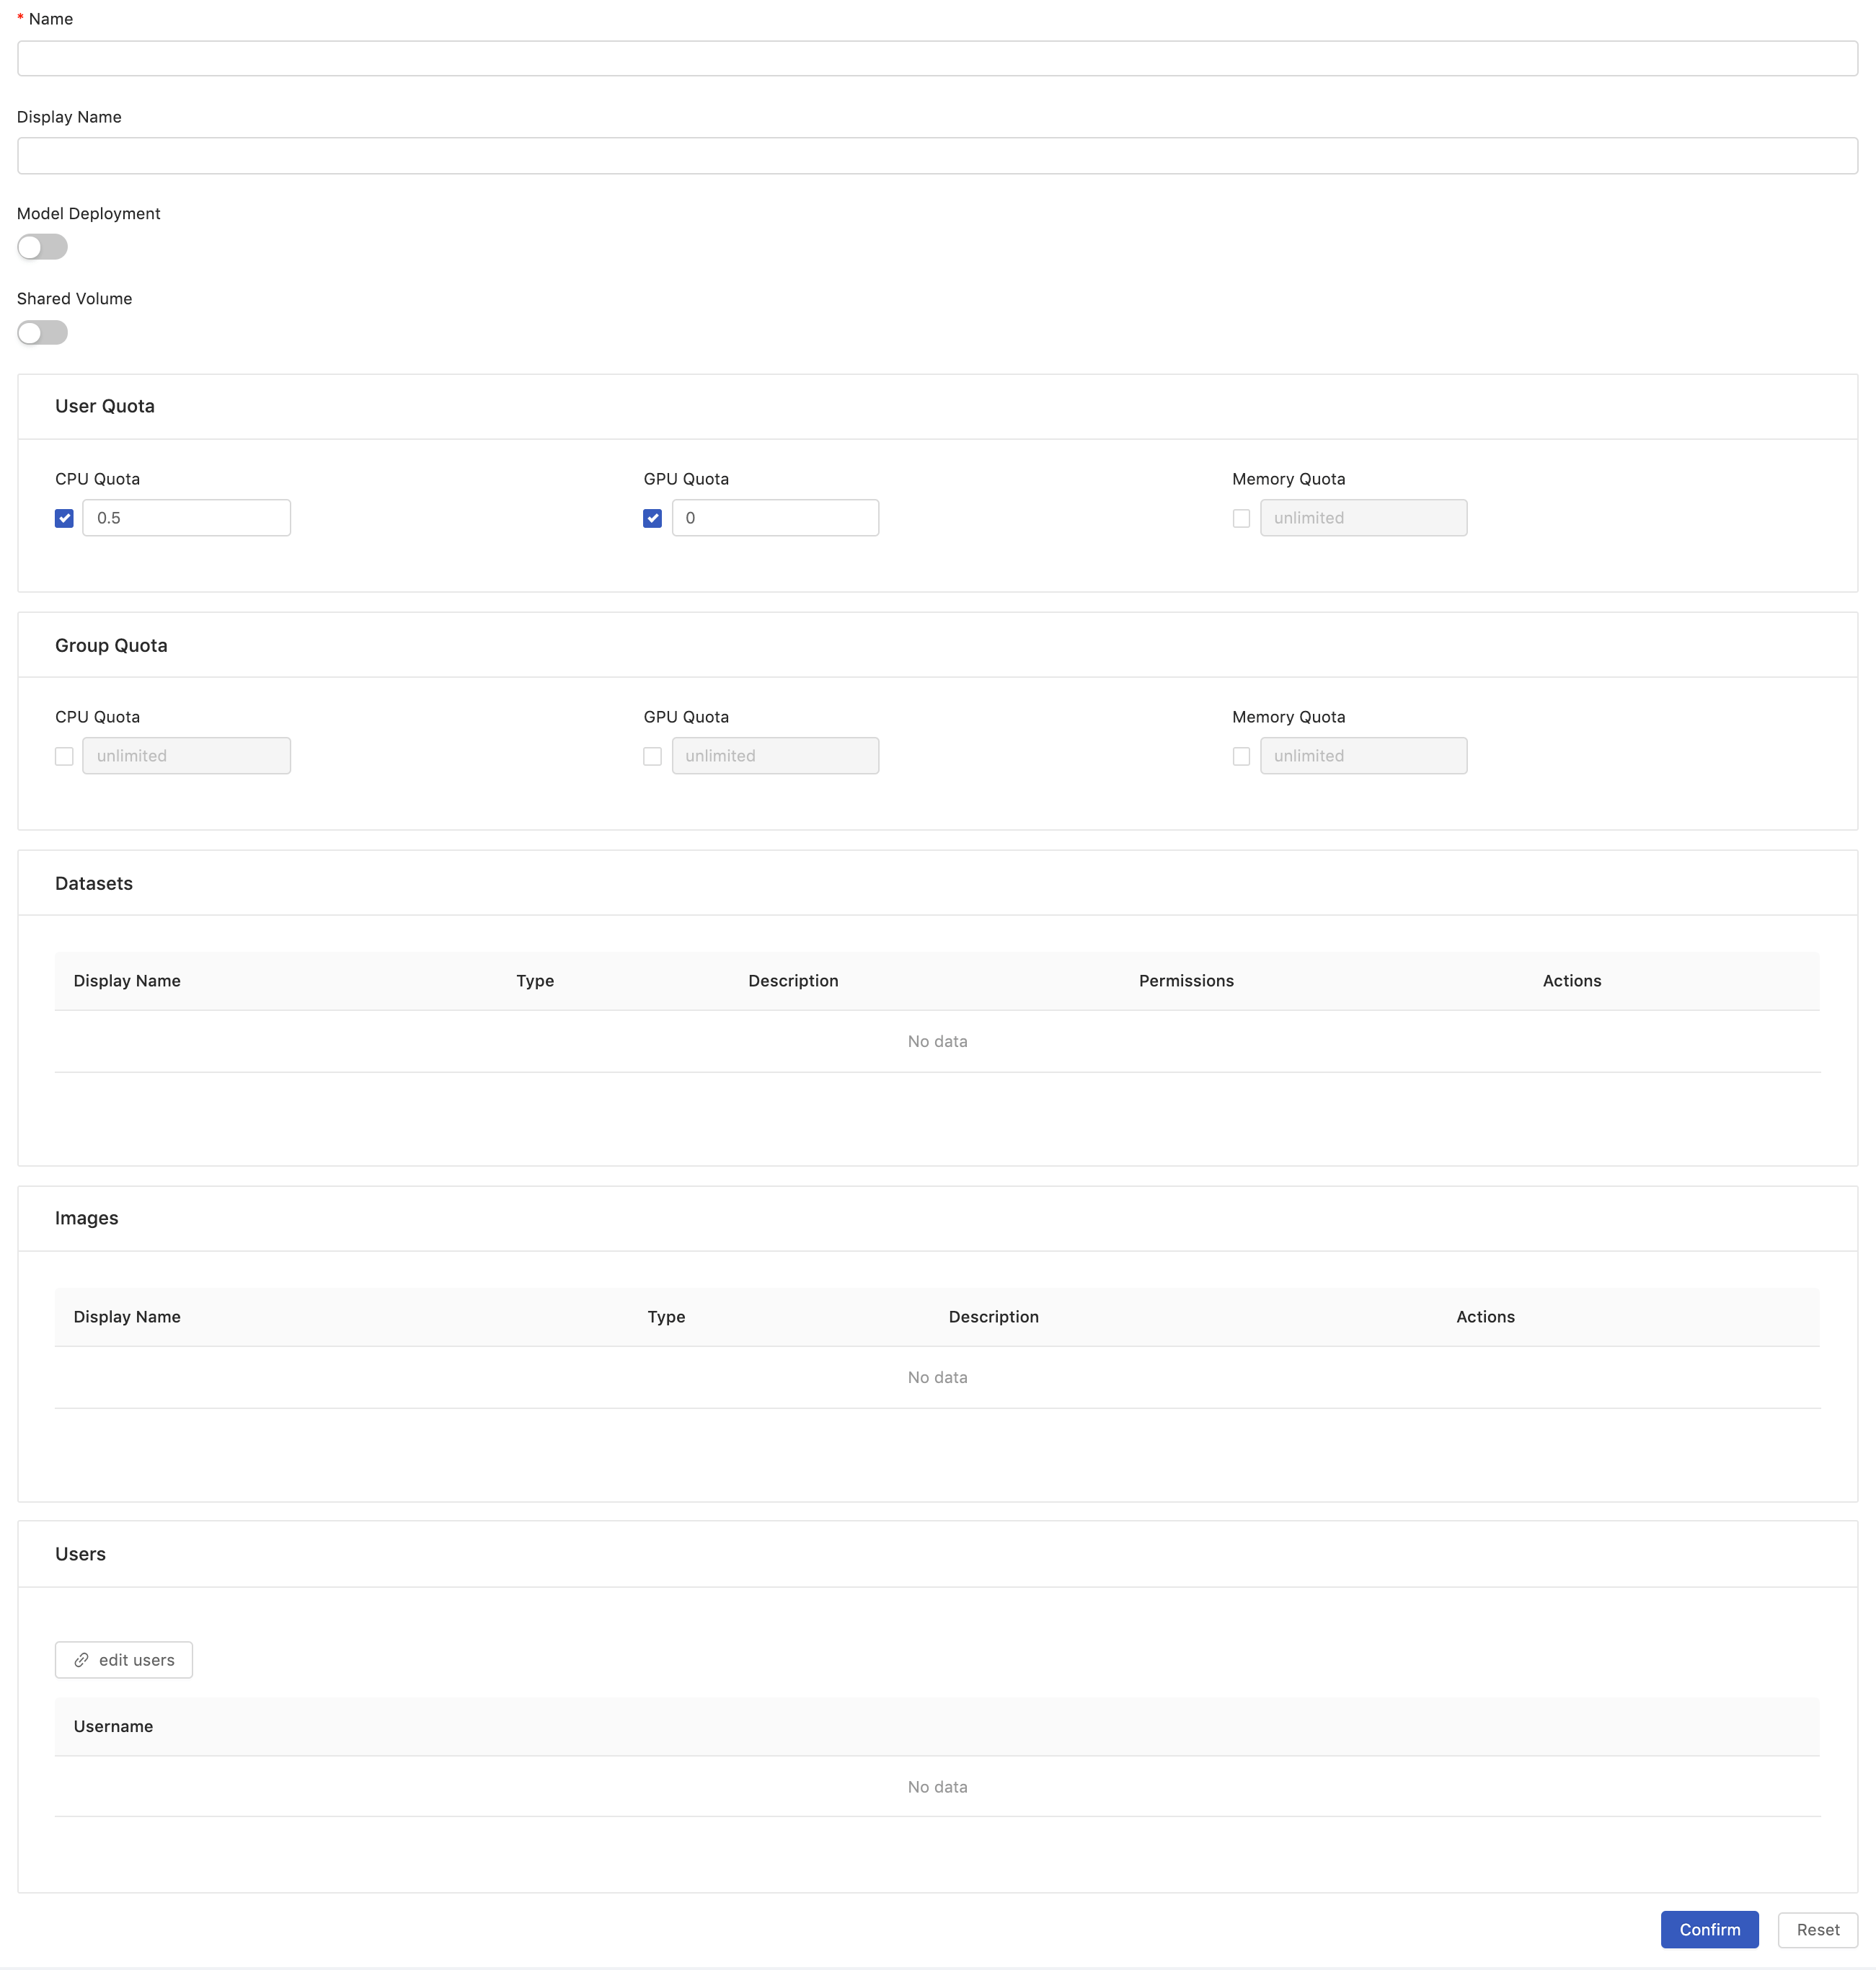 * Name
Display Name
Model Deployment
Shared Volume
User Quota
CPU Quota GPU Quota Memory Quota
0.5 0 unlimited
Group Quota
CPU Quota GPU Quota Memory Quota
unlimited unlimited unlimited
Datasets
Display Name Type Description Permissions Actions
No data
Images
Display Name Type Description Actions
No data
Users
edit users
Username
No data
Confirm Reset